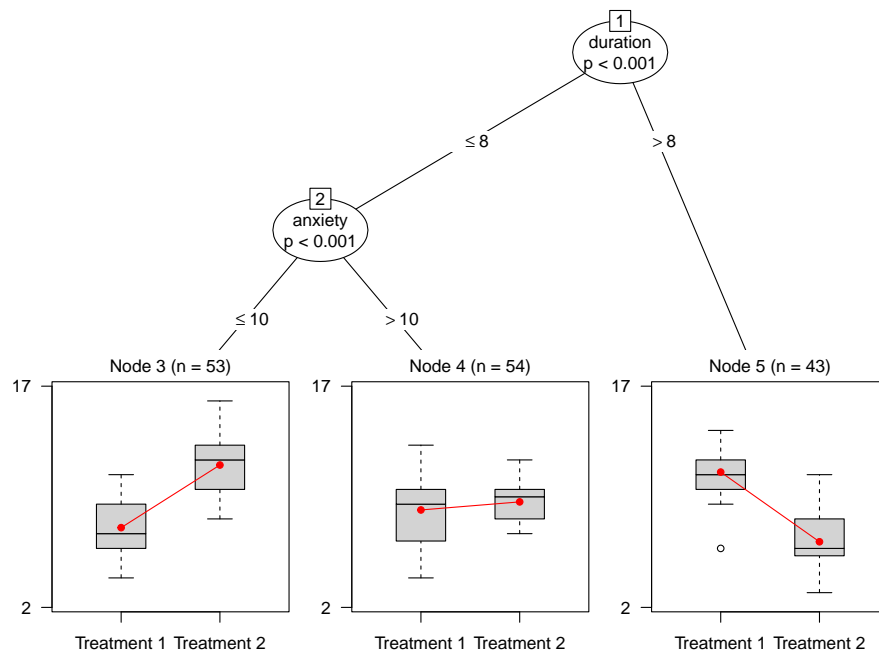 1
duration
p < 0.001
≤ 8
> 8
2
anxiety
p < 0.001
≤ 10
> 10
Node 3 (n = 53)
17
2
Treatment 1 Treatment 2
Node 4 (n = 54)
17
2
Treatment 1 Treatment 2
Node 5 (n = 43)
17
2
Treatment 1 Treatment 2